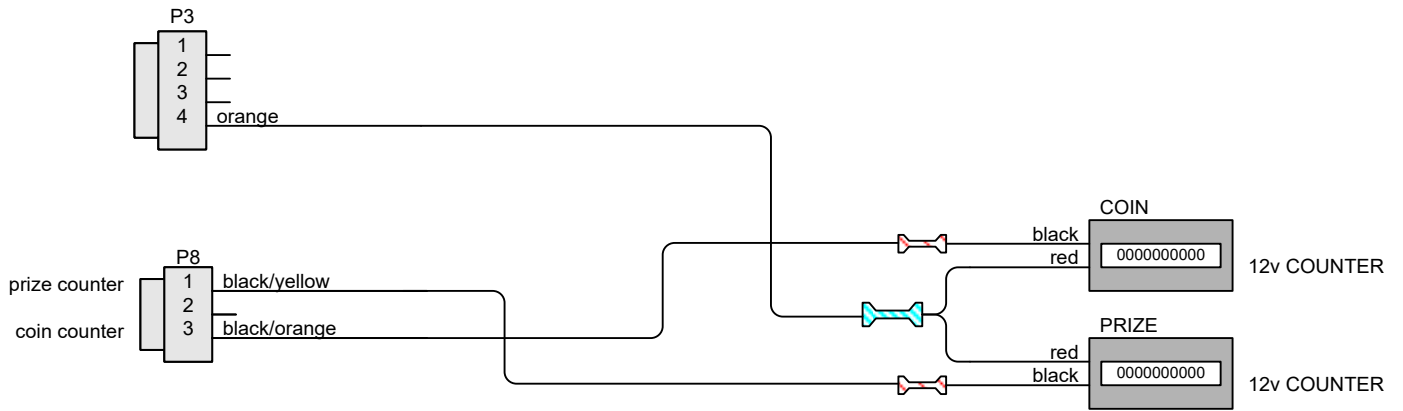 P3
1
2
3
4 orange
COIN
black
red
0000000000
12v COUNTER
P8
prize counter
1 black/yellow
2
coin counter
3 black/orange
PRIZE
red
black
0000000000
12v COUNTER